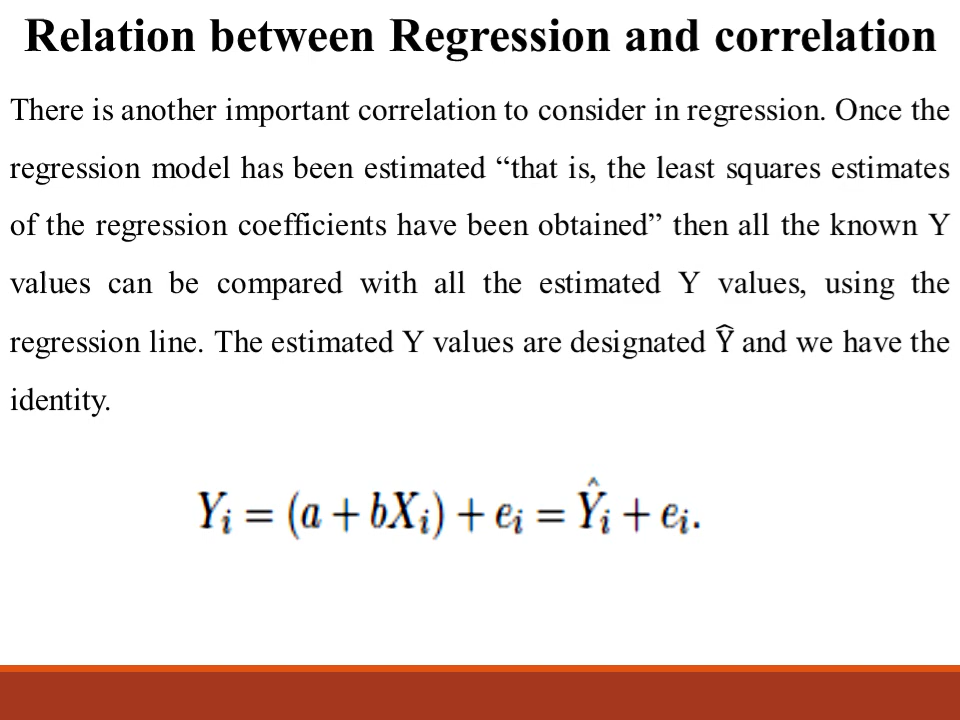 Relation between Regression and correlation
There is another important correlation to consider in regression. Once the
regression model has been estimated “that is, the least squares estimates
of the regression coefficients have been obtained” then all the known Y
values can be compared with all the estimated Y values, using the
regression line. The estimated Y values are designated Ŷ and we have the
identity.
Yᵢ = (a + bXᵢ) + eᵢ = Ŷᵢ + eᵢ.